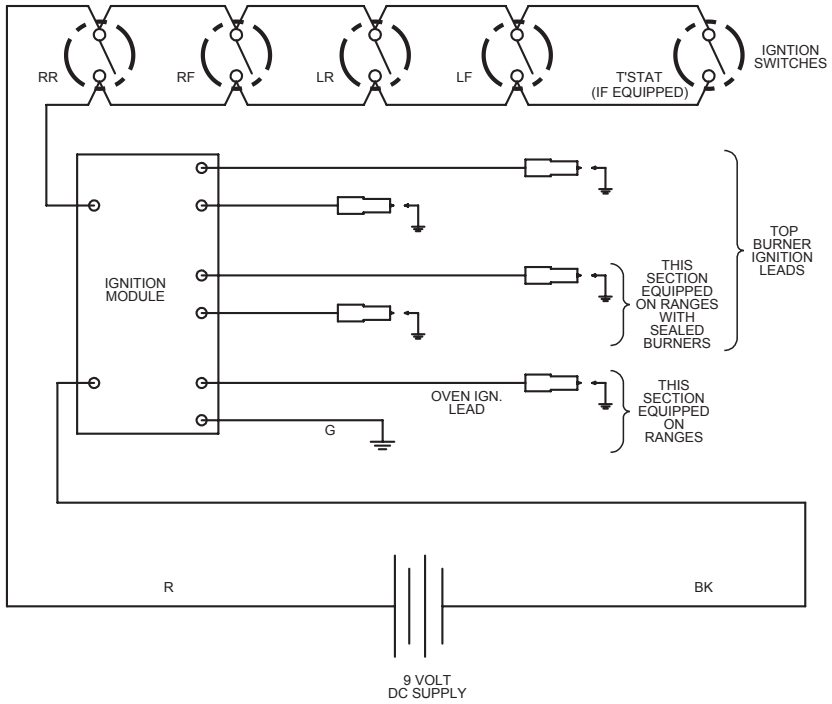 RR
RF
LR
LF
T'STAT
(IF EQUIPPED)
IGNTION
SWITCHES
IGNITION
MODULE
TOP
BURNER
IGNITION
LEADS
THIS
SECTION
EQUIPPED
ON RANGES
WITH
SEALED
BURNERS
OVEN IGN.
LEAD
THIS
SECTION
EQUIPPED
ON
RANGES
G
R
BK
9 VOLT
DC SUPPLY